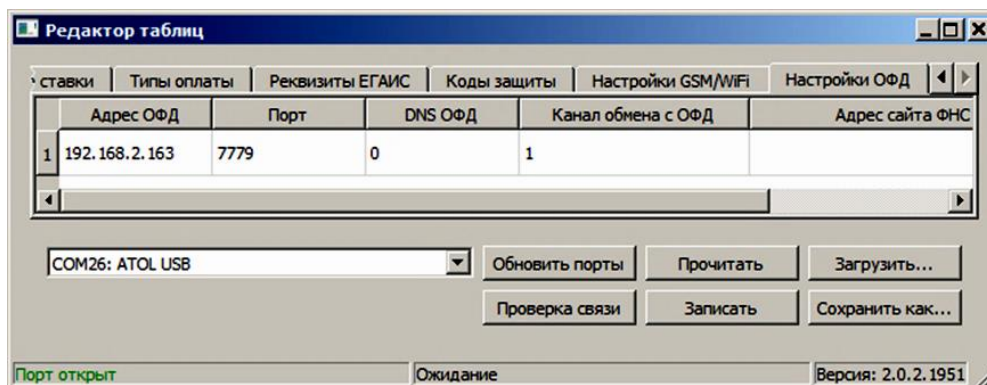 Редактор таблиц
ставки Типы оплаты Реквизиты ЕГАИС Коды защиты Настройки GSM/WiFi Настройки ОФД
Адрес ОФД Порт DNS ОФД Канал обмена с ОФД Адрес сайта ФНС
1 192.168.2.163 7779 0 1
COM26: ATOL USB Обновить порты Прочитать Загрузить...
Проверка связи Записать Сохранить как...
Порт открыт Ожидание Версия: 2.0.2.1951